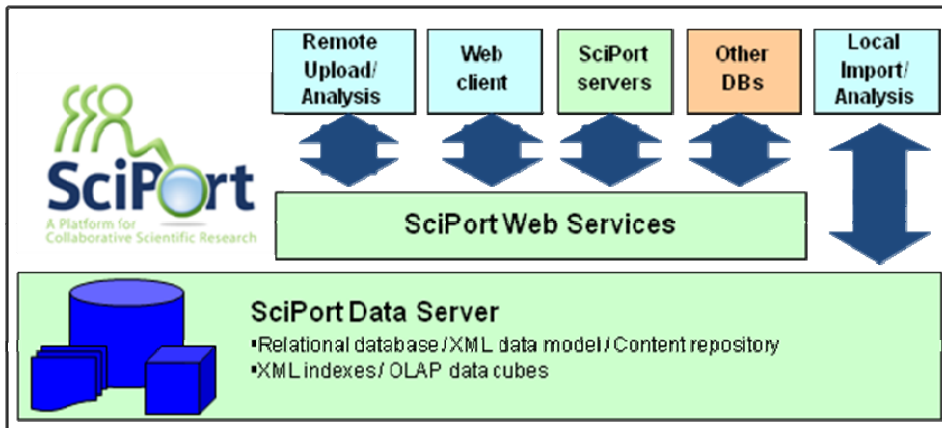 Remote
Upload/
Analysis
Web
client
SciPort
servers
Other
DBs
Local
Import/
Analysis
SciPort
A Platform for
Collaborative Scientific Research
SciPort Web Services
SciPort Data Server
▪Relational database/XML data model/Content repository
▪XML indexes/OLAP data cubes